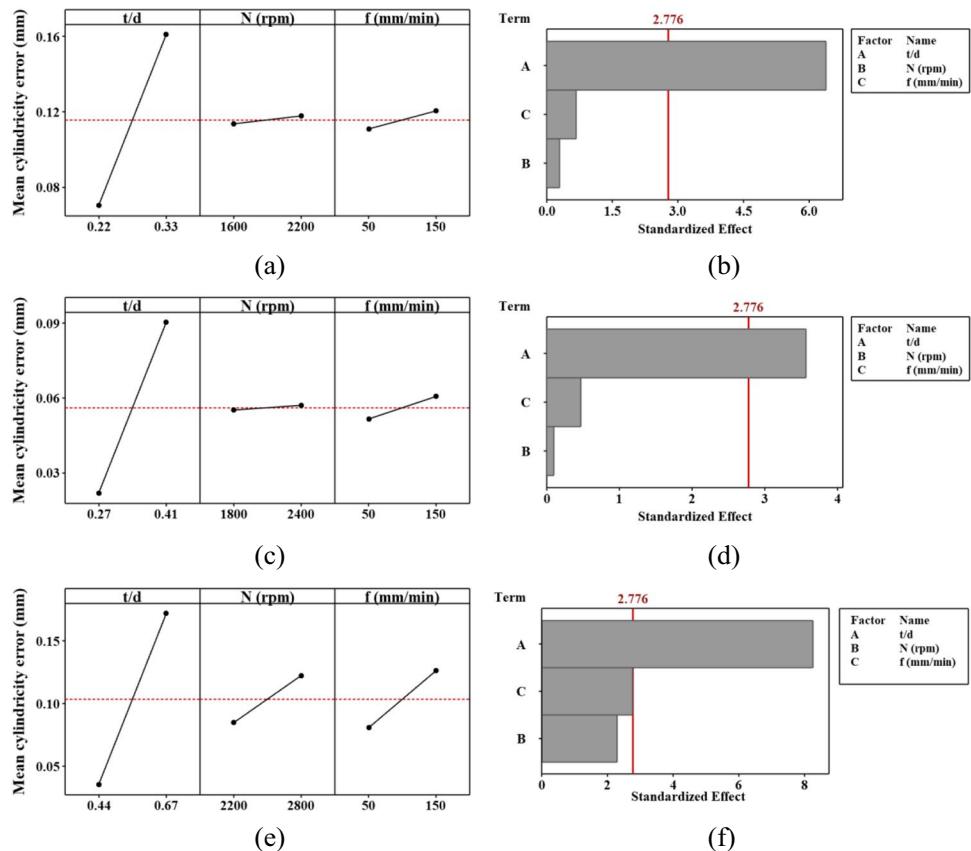 t/d N (rpm) f (mm/min)
Mean cylindricity error (mm)
0.16
0.12
0.08
0.22 0.33 1600 2200 50 150
(a)
Term 2.776
A
C
B
0.0 1.5 3.0 4.5 6.0
Standardized Effect
Factor Name
A t/d
B N (rpm)
C f (mm/min)
(b)
t/d N (rpm) f (mm/min)
Mean cylindricity error (mm)
0.09
0.06
0.03
0.27 0.41 1800 2400 50 150
(c)
Term 2.776
A
C
B
0 1 2 3 4
Standardized Effect
Factor Name
A t/d
B N (rpm)
C f (mm/min)
(d)
t/d N (rpm) f (mm/min)
Mean cylindricity error (mm)
0.15
0.10
0.05
0.44 0.67 2200 2800 50 150
(e)
Term 2.776
A
C
B
0 2 4 6 8
Standardized Effect
Factor Name
A t/d
B N (rpm)
C f (mm/min)
(f)